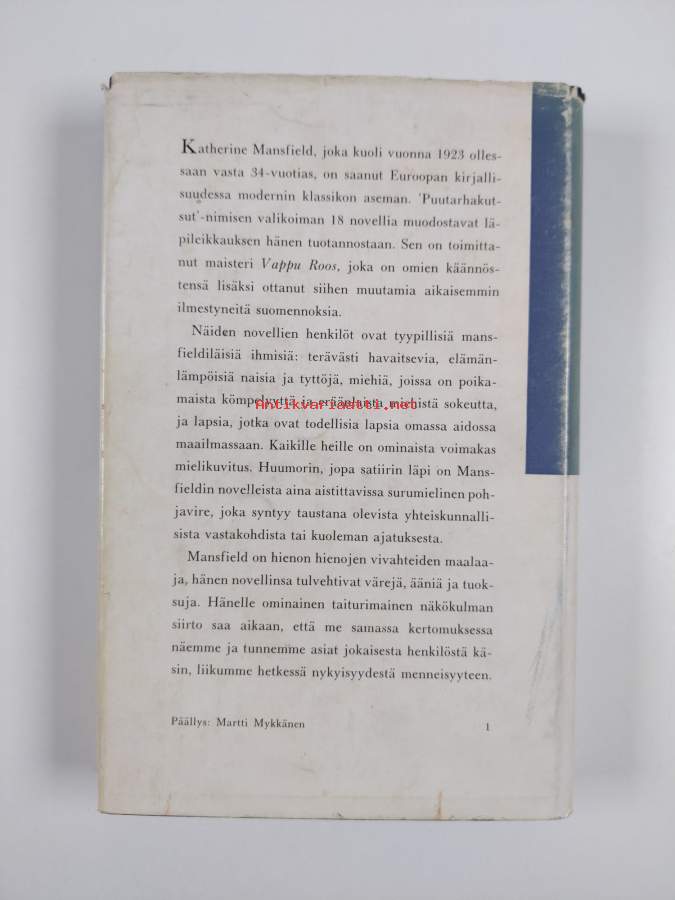 Katherine Mansfield, joka kuoli vuonna 1923 olles-
saan vasta 34-vuotias, on saanut Euroopan kirjalli-
suudessa modernin klassikon aseman. 'Puutarhakut-
sut'-nimisen valikoiman 18 novellia muodostavat lä-
pileikkauksen hänen tuotannostaan. Sen on toimitta-
nut maisteri Vappu Roos, joka on omien käännös-
tensä lisäksi ottanut siihen muutamia aikaisemmin
ilmestyneitä suomennoksia.
Näiden novellien henkilöt ovat tyypillisiä mans-
fieldiläisiä ihmisiä: terävästi havaitsevia, elämän-
lämpöisiä naisia ja tyttöjä, miehiä, joissa on poika-
maista kömpelyyttä ja eräänlaista miehistä sokeutta,
Antikvariaatti.net
ja lapsia, jotka ovat todellisia lapsia omassa aidossa
maailmassaan. Kaikille heille on ominaista voimakas
mielikuvitus. Huumorin, jopa satiirin läpi on Mans-
fieldin novelleista aina aistittavissa surumielinen poh-
javire, joka syntyy taustana olevista yhteiskunnalli-
sista vastakohdista tai kuoleman ajatuksesta.
Mansfield on hienon hienojen vivahteiden maalaa-
ja, hänen novellinsa tulvehtivat värejä, ääniä ja tuok-
suja. Hänelle ominainen taiturimainen näkökulman
siirto saa aikaan, että me samassa kertomuksessa
näemme ja tunnemme asiat jokaisesta henkilöstä kä-
sin, liikumme hetkessä nykyisyydestä menneisyyteen.
Päällys: Martti Mykkänen 1